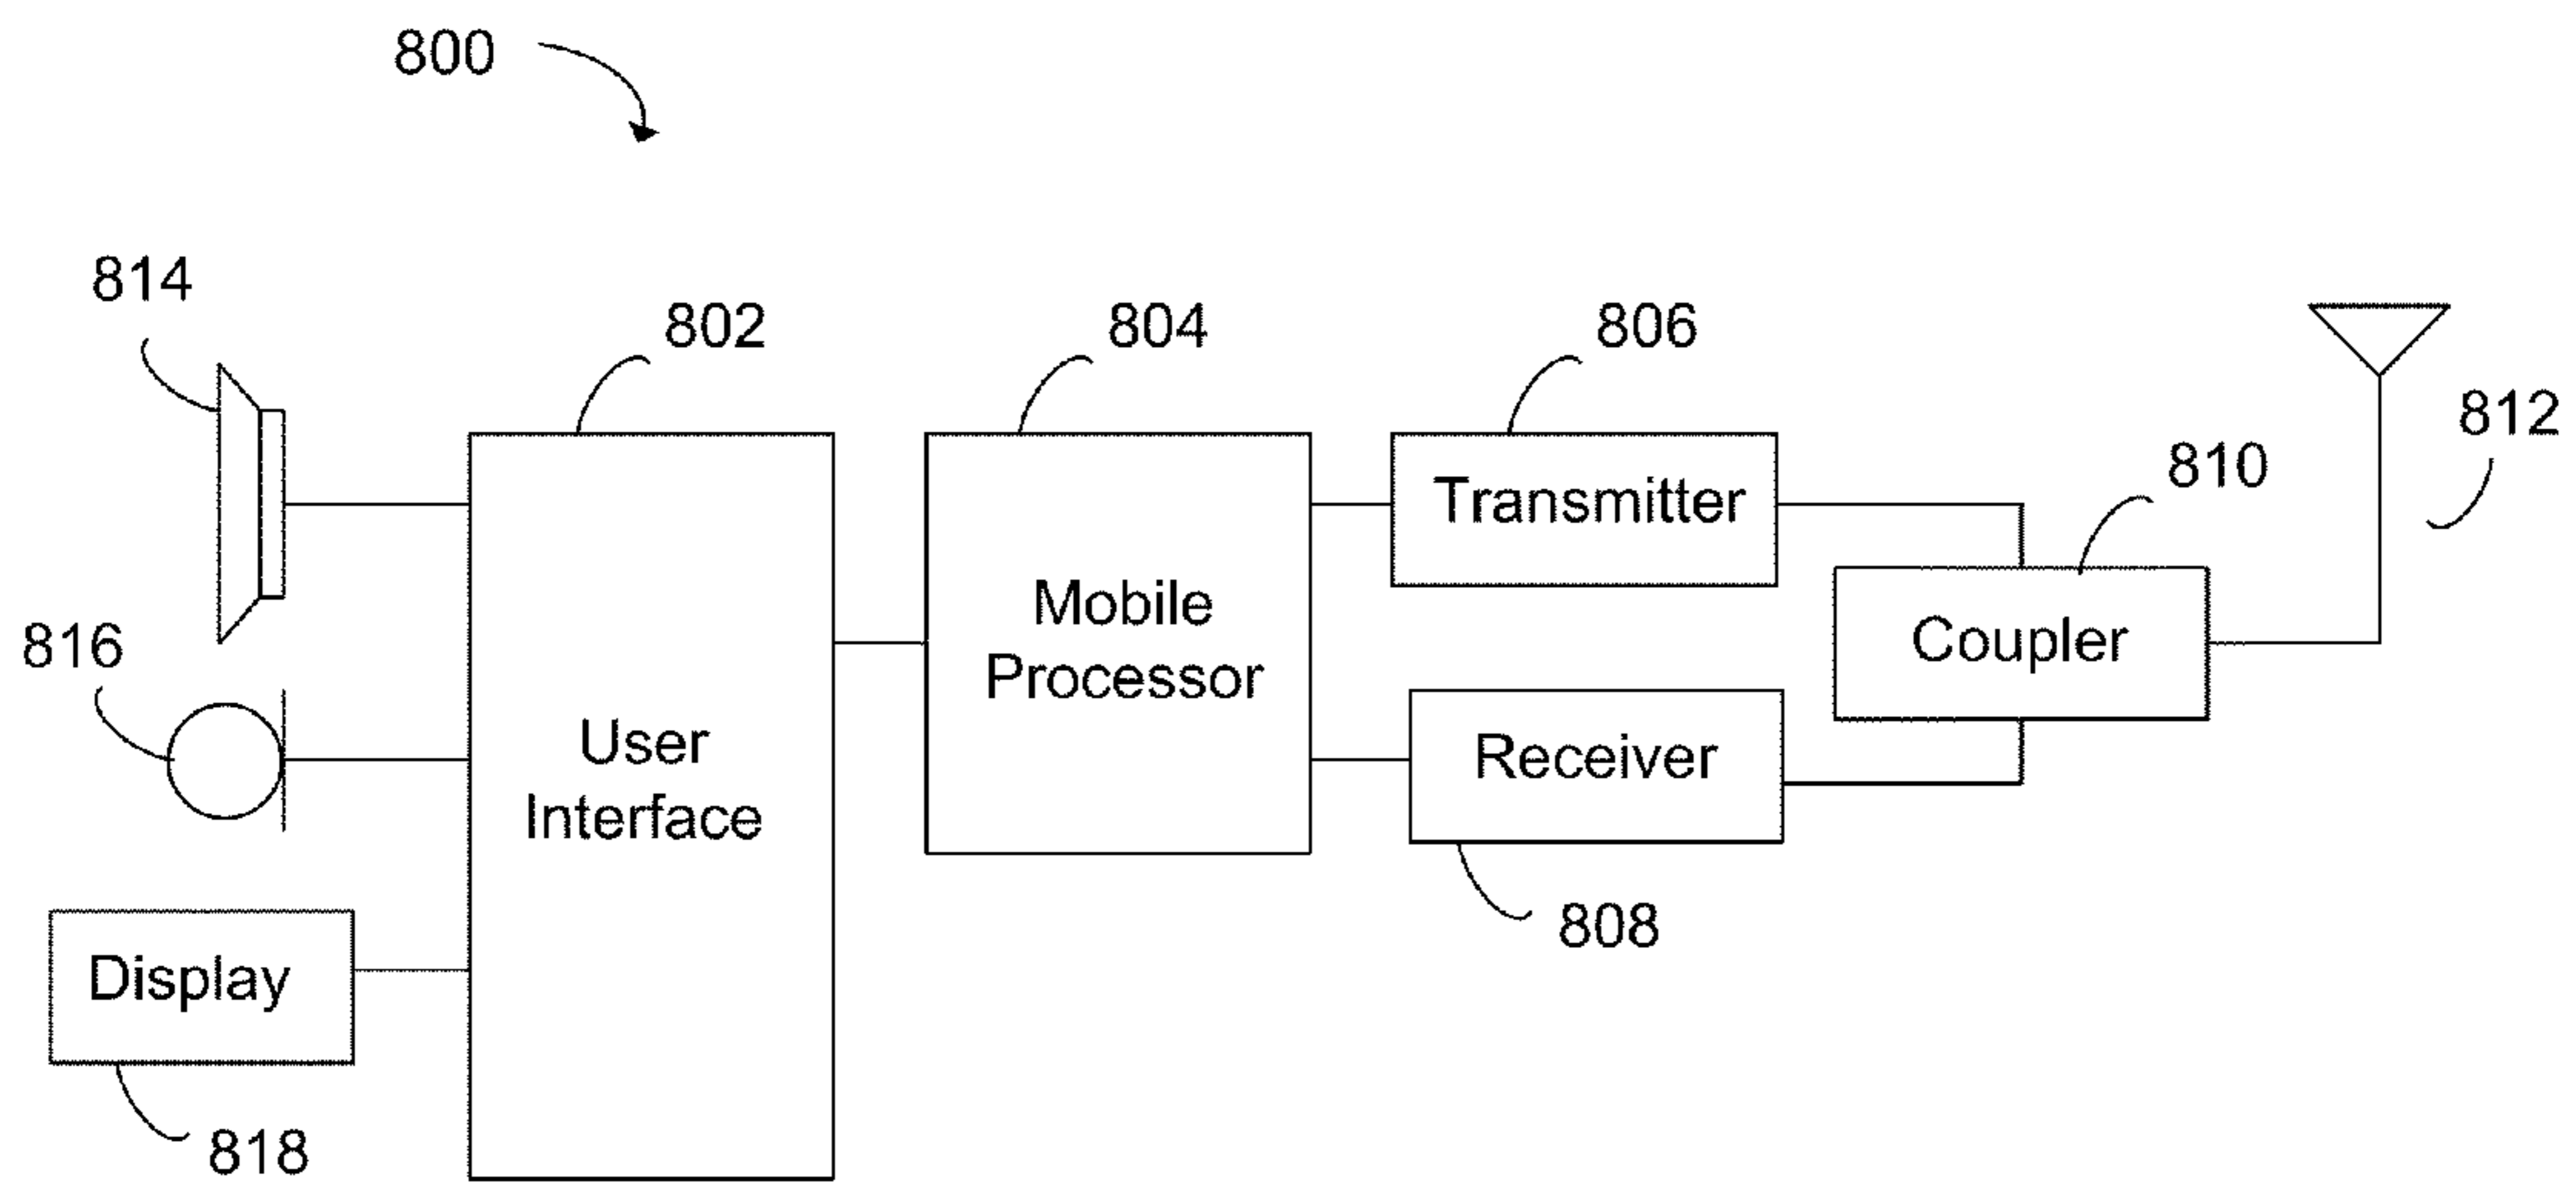 800
814
802
804
806
812
810
Transmitter
Mobile
Processor
Coupler
816
User
Interface
Receiver
808
Display
818